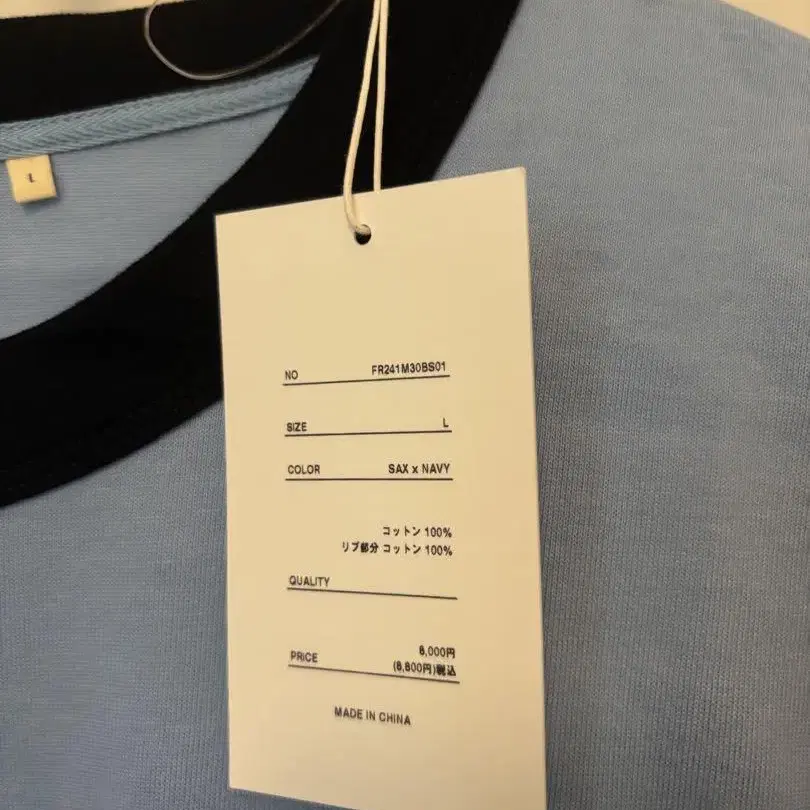 L
NO FR241M30BS01
SIZE L
COLOR SAX x NAVY
コットン 100%
リブ部分 コットン 100%
QUALITY
PRICE 8,000円
(8,800円)税込
MADE IN CHINA